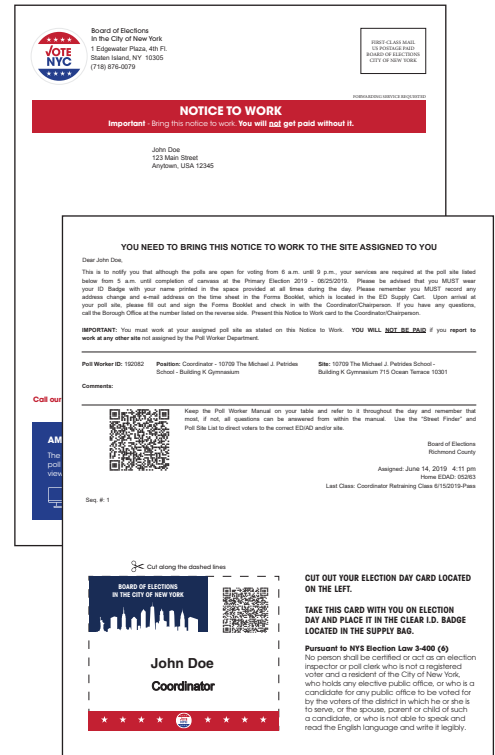 VOTE
NYC
Board of Elections
In the City of New York
1 Edgewater Plaza, 4th Fl.
Staten Island, NY 10305
(718) 876-0079
FIRST-CLASS MAIL
US POSTAGE PAID
BOARD OF ELECTIONS
CITY OF NEW YORK
FORWARDING SERVICE REQUESTED
NOTICE TO WORK
Important - Bring this notice to work. You will not get paid without it.
John Doe
123 Main Street
Anytown, USA 12345
Call our
AM
The
poll
view
YOU NEED TO BRING THIS NOTICE TO WORK TO THE SITE ASSIGNED TO YOU
Dear John Doe,
This is to notify you that although the polls are open for voting from 6 a.m. until 9 p.m., your services are required at the poll site listed
below from 5 a.m. until completion of canvass at the Primary Election 2019 - 06/25/2019. Please be advised that you MUST wear
your ID Badge with your name printed in the space provided at all times during the day. Please remember you MUST record any
address change and e-mail address on the time sheet in the Forms Booklet, which is located in the ED Supply Cart. Upon arrival at
your poll site, please fill out and sign the Forms Booklet and check in with the Coordinator/Chairperson. If you have any questions,
call the Borough Office at the number listed on the reverse side. Present this Notice to Work card to the Coordinator/Chairperson.
IMPORTANT: You must work at your assigned poll site as stated on this Notice to Work. YOU WILL NOT BE PAID if you report to
work at any other site not assigned by the Poll Worker Department.
Poll Worker ID: 192082 Position: Coordinator - 10709 The Michael J. Petrides Site: 10709 The Michael J. Petrides School -
School - Building K Gymnasium Building K Gymnasium 715 Ocean Terrace 10301
Comments:
Keep the Poll Worker Manual on your table and refer to it throughout the day and remember that
most, if not, all questions can be answered from within the manual. Use the "Street Finder" and
Poll Site List to direct voters to the correct ED/AD and/or site.
Board of Elections
Richmond County
Assigned: June 14, 2019 4:11 pm
Home EDAD: 052/63
Last Class: Coordinator Retraining Class 6/15/2019-Pass
Seq. #: 1
Cut along the dashed lines
BOARD OF ELECTIONS
IN THE CITY OF NEW YORK
John Doe
Coordinator
CUT OUT YOUR ELECTION DAY CARD LOCATED
ON THE LEFT.
TAKE THIS CARD WITH YOU ON ELECTION
DAY AND PLACE IT IN THE CLEAR I.D. BADGE
LOCATED IN THE SUPPLY BAG.
Pursuant to NYS Election Law 3-400 (6)
No person shall be certified or act as an election
inspector or poll clerk who is not a registered
voter and a resident of the City of New York,
who holds any elective public office, or who is a
candidate for any public office to be voted for
by the voters of the district in which he or she is
to serve, or the spouse, parent or child of such
a candidate, or who is not able to speak and
read the English language and write it legibly.